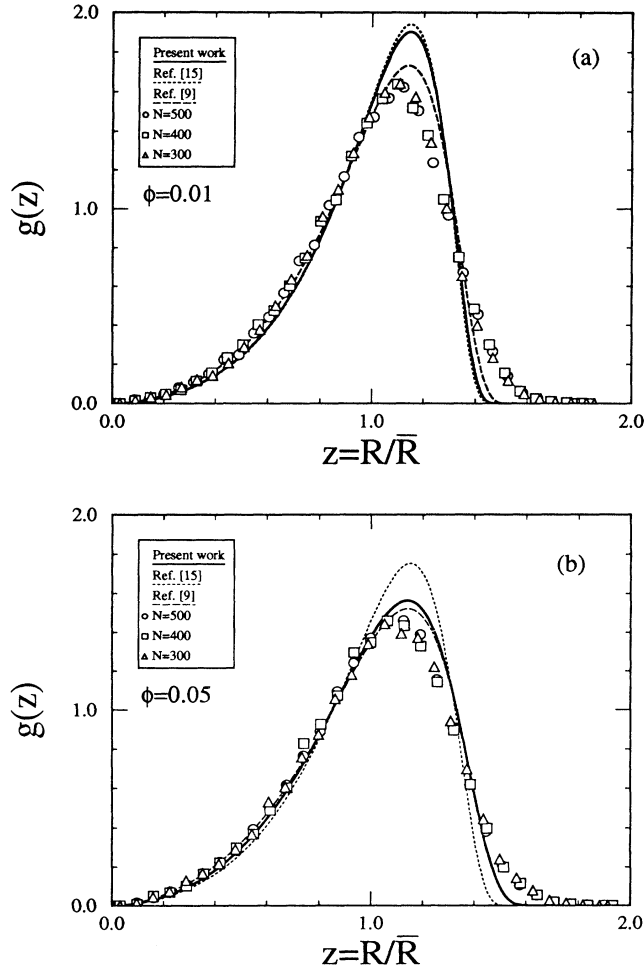 2.0
(a)
Present work
Ref. [15]
Ref. [9]
N=500
N=400
N=300
ϕ=0.01
g(z)
1.0
0.0
0.0
1.0
2.0
z=R/R̅
2.0
(b)
Present work
Ref. [15]
Ref. [9]
N=500
N=400
N=300
ϕ=0.05
g(z)
1.0
0.0
0.0
1.0
2.0
z=R/R̅